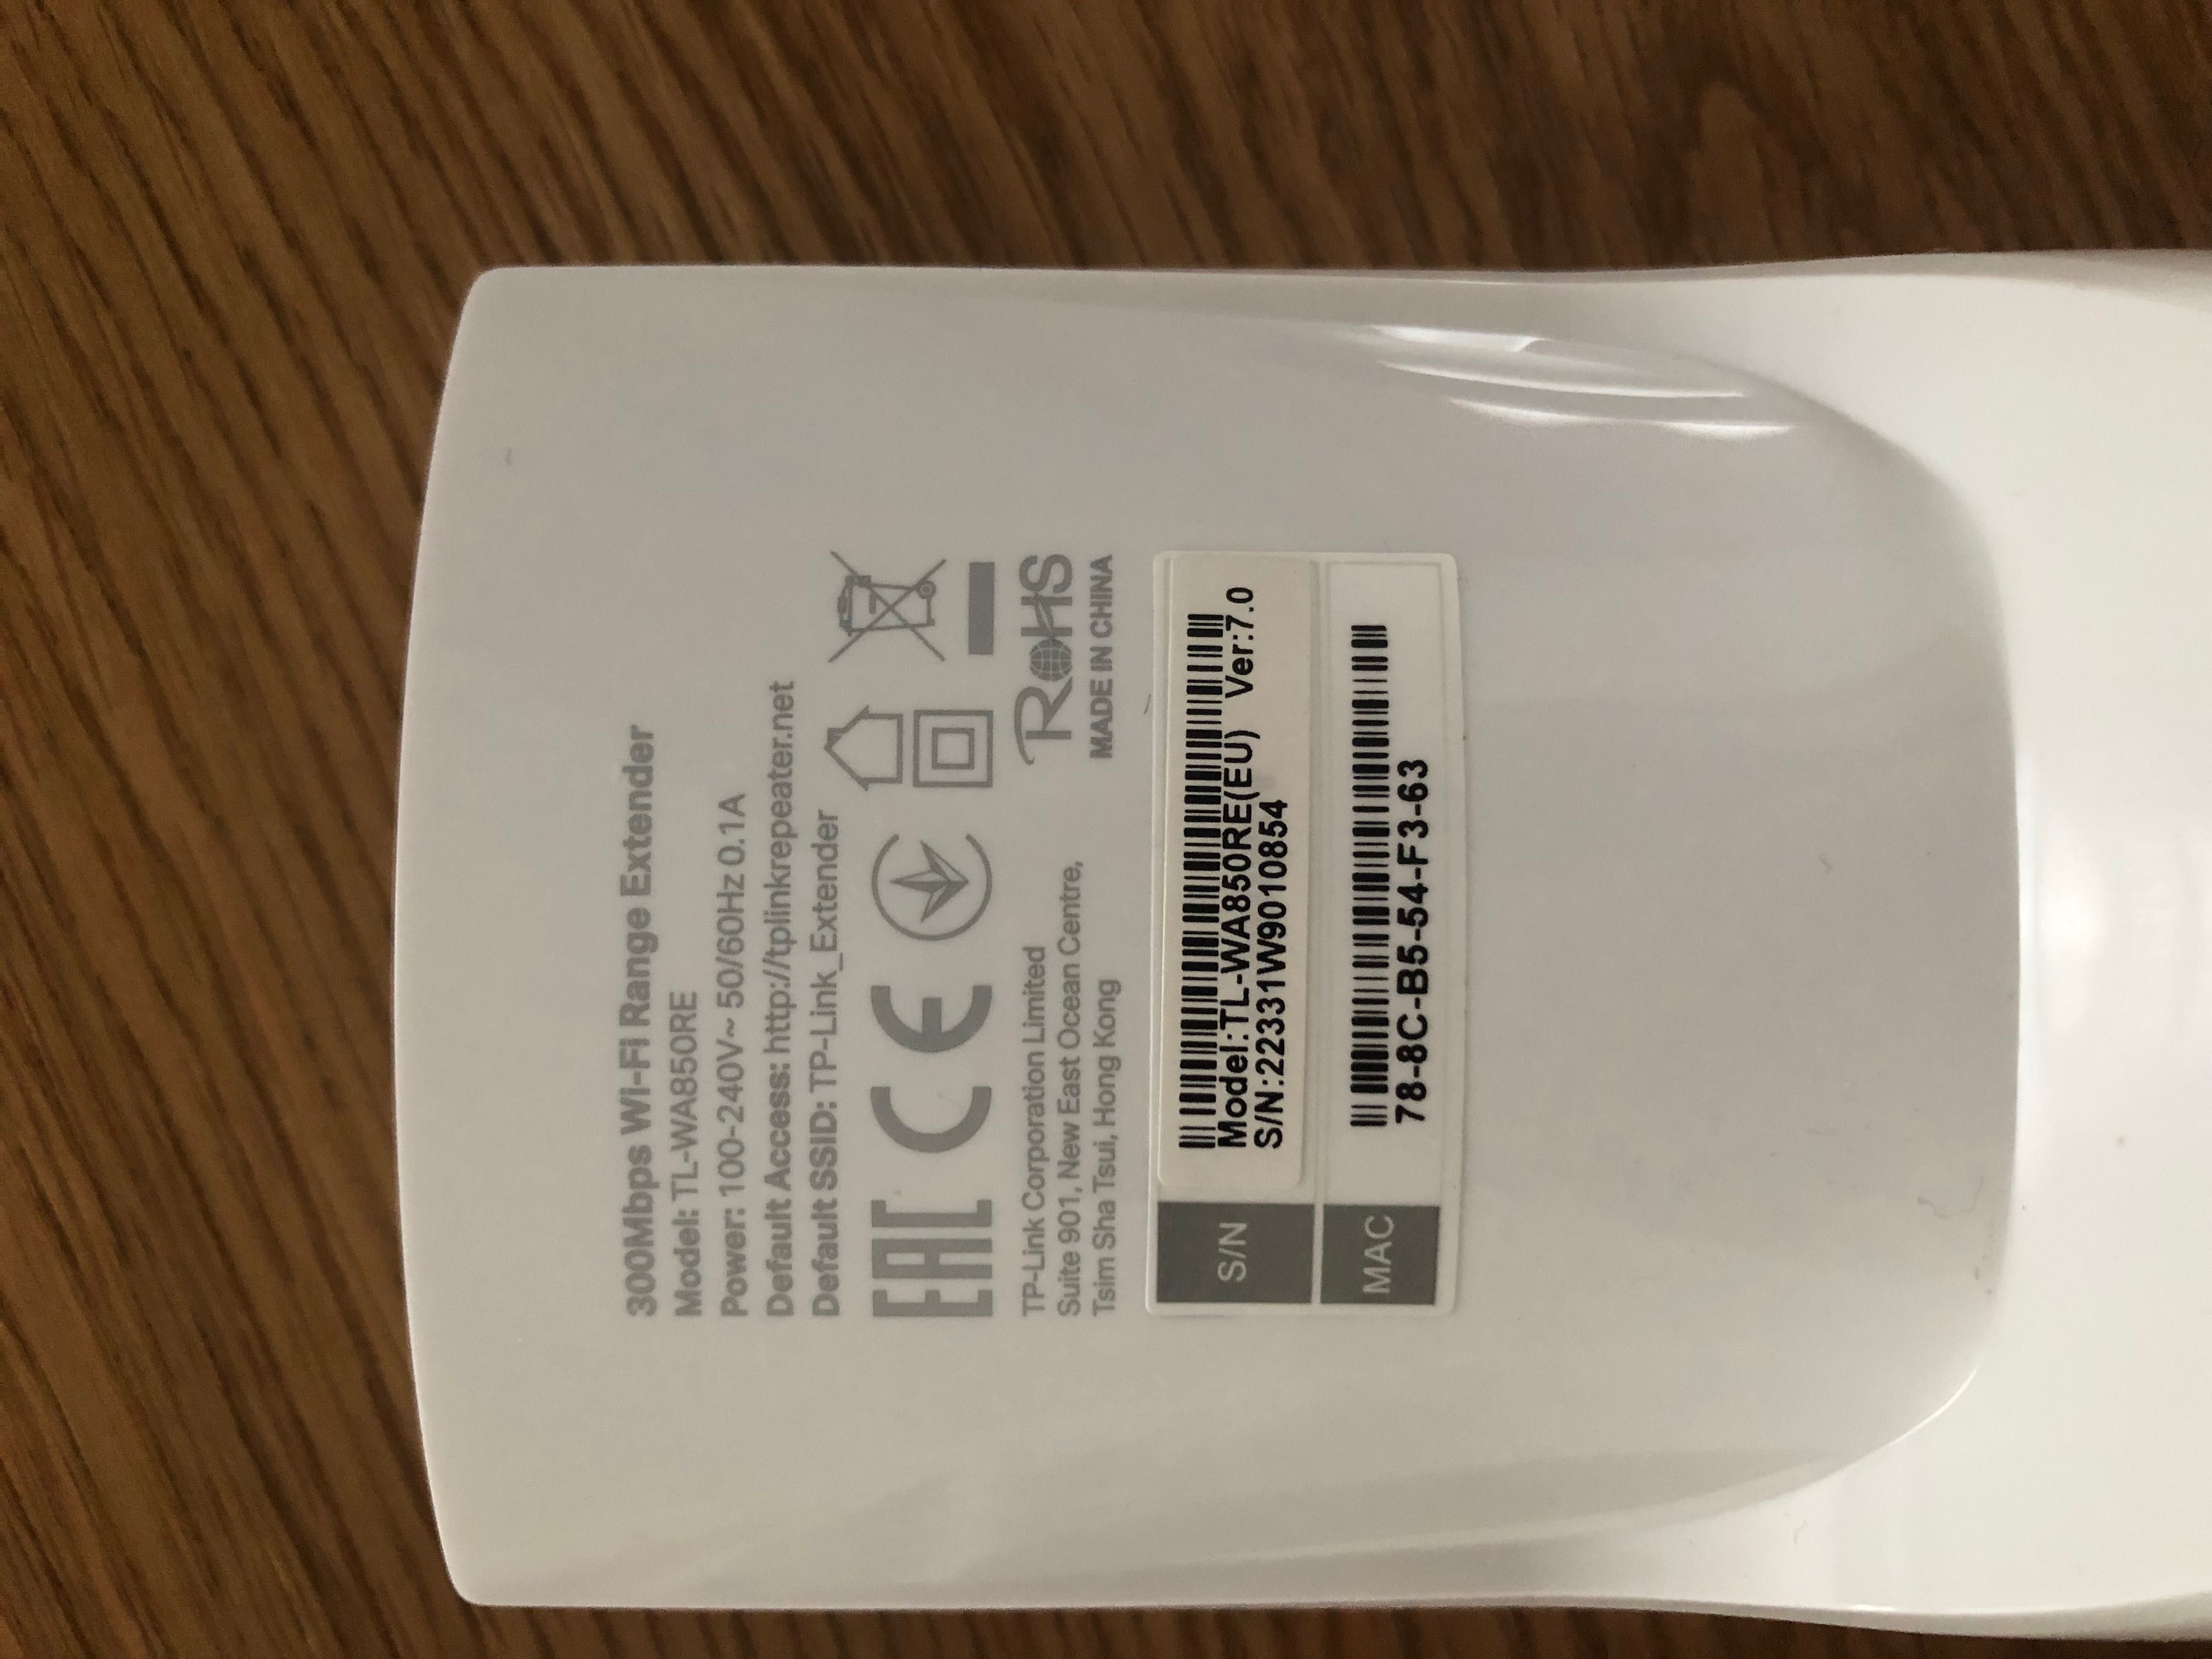 300Mbps Wi-Fi Range Extender
Model: TL-WA850RE
Power: 100-240V~ 50/60Hz 0.1A
Default Access: http://tplinkrepeater.net
Default SSID: TP-Link_Extender
EAC CE
TP-Link Corporation Limited
Suite 901, New East Ocean Centre,
Tsim Sha Tsui, Hong Kong
RoHS
MADE IN CHINA
S/N
Model:TL-WA850RE(EU) Ver:7.0
S/N:22331W9010854
MAC
78-8C-B5-54-F3-63